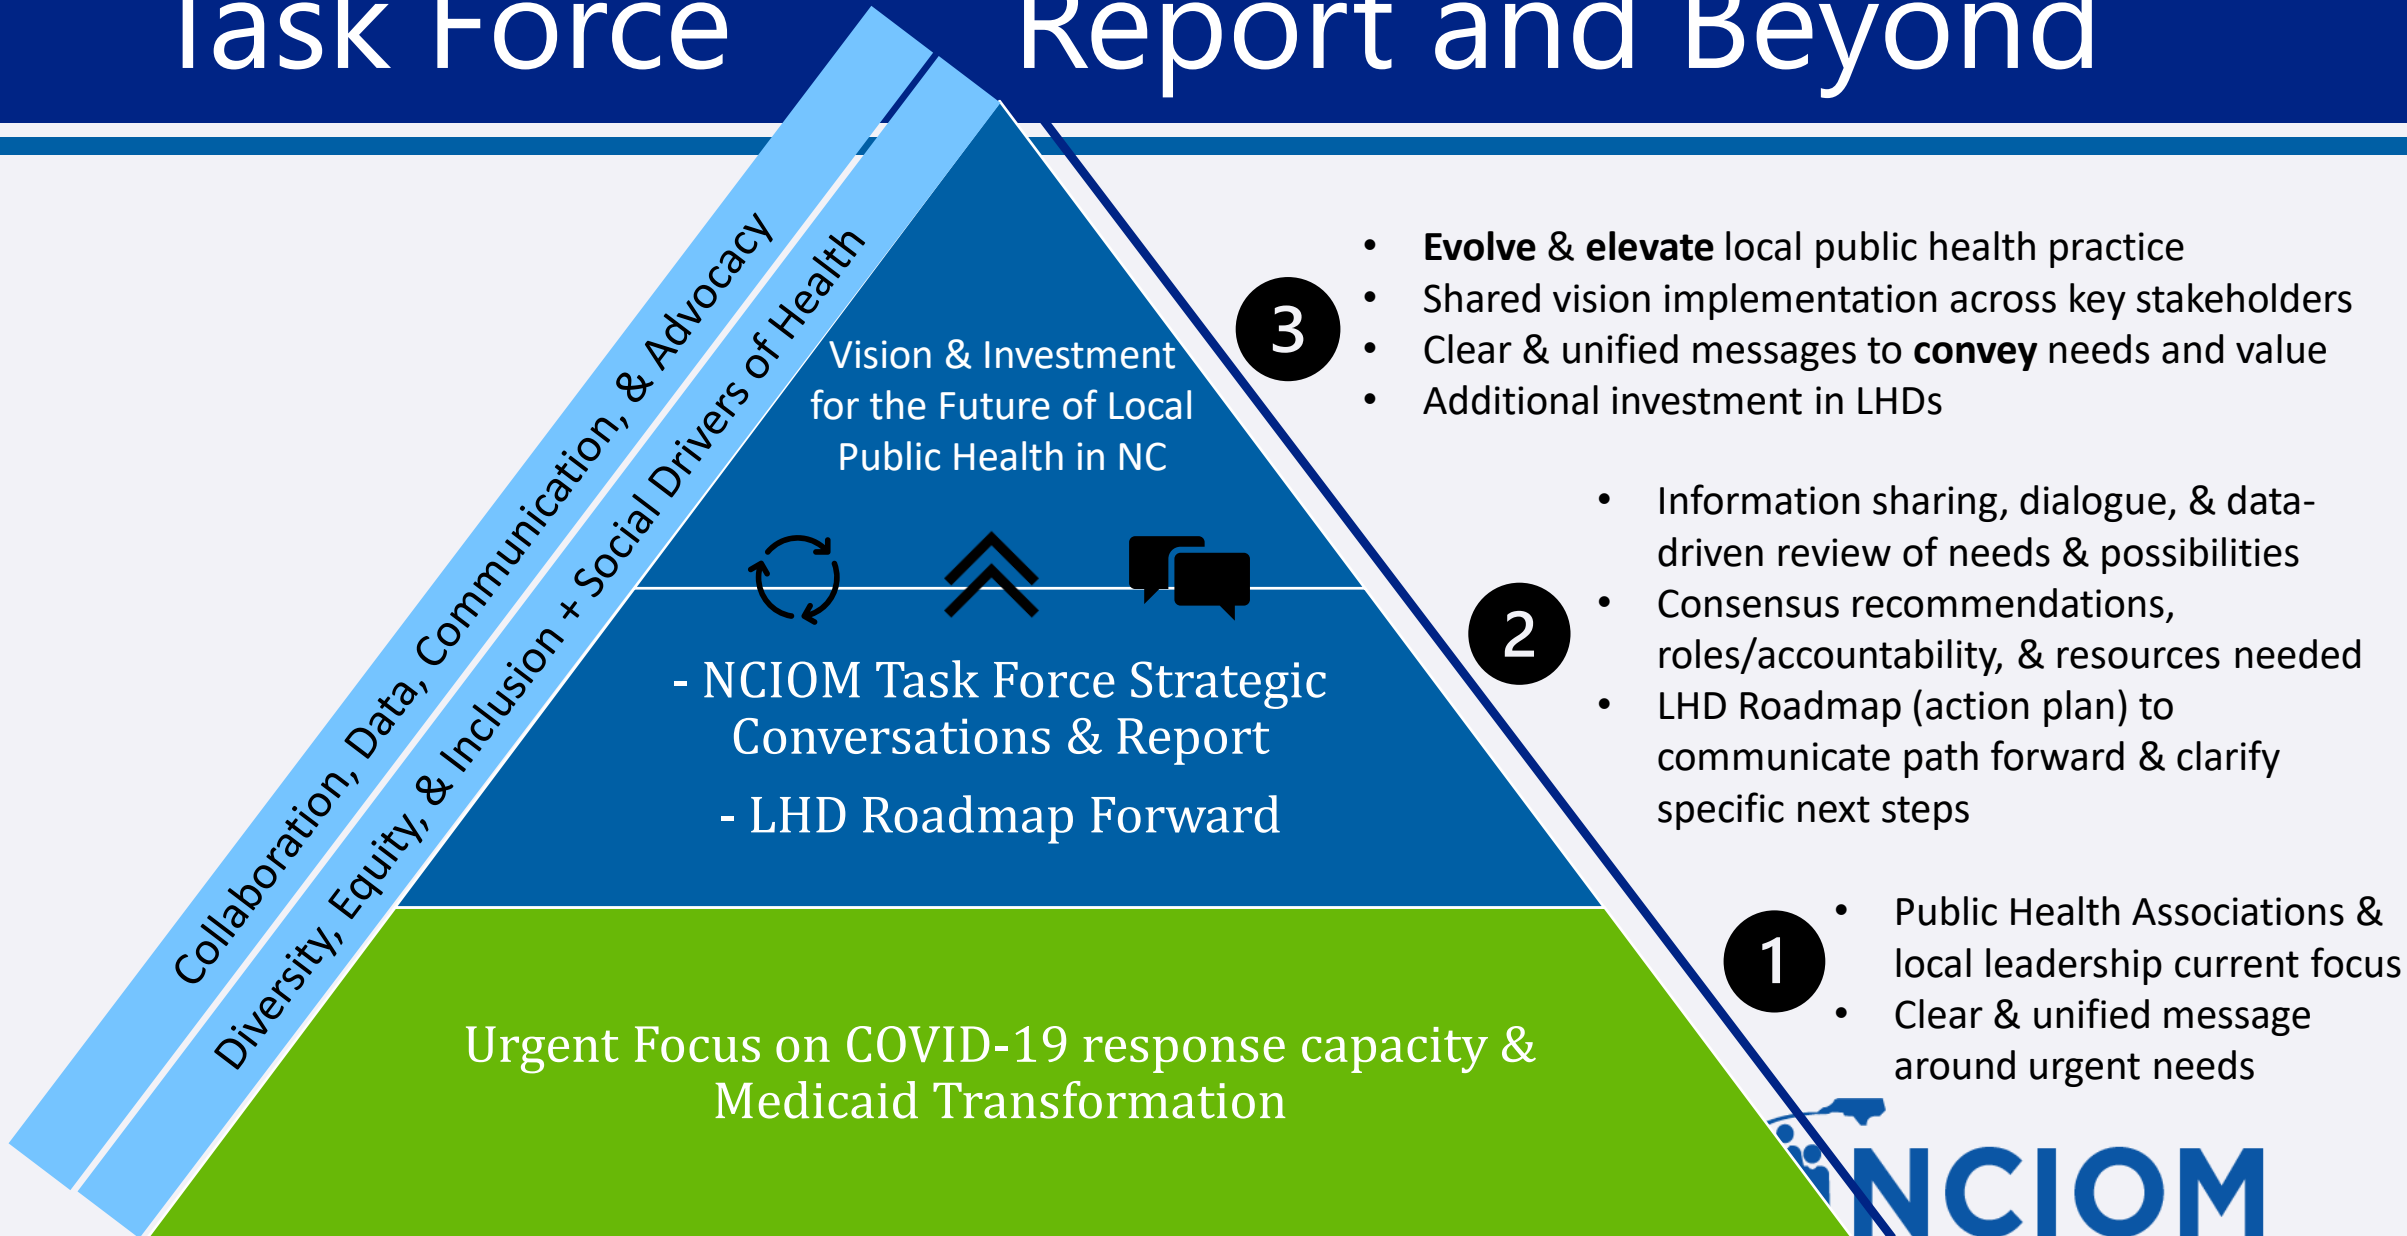 Task Force Report and Beyond
Collaboration, Data, Communication, & Advocacy
Diversity, Equity, & Inclusion + Social Drivers of Health
Vision & Investment
for the Future of Local
Public Health in NC
- NCIOM Task Force Strategic
Conversations & Report
- LHD Roadmap Forward
Urgent Focus on COVID-19 response capacity &
Medicaid Transformation
3
• Evolve & elevate local public health practice
• Shared vision implementation across key stakeholders
• Clear & unified messages to convey needs and value
• Additional investment in LHDs
2
• Information sharing, dialogue, & data-
driven review of needs & possibilities
• Consensus recommendations,
roles/accountability, & resources needed
• LHD Roadmap (action plan) to
communicate path forward & clarify
specific next steps
1
• Public Health Associations &
local leadership current focus
• Clear & unified message
around urgent needs
NCIOM